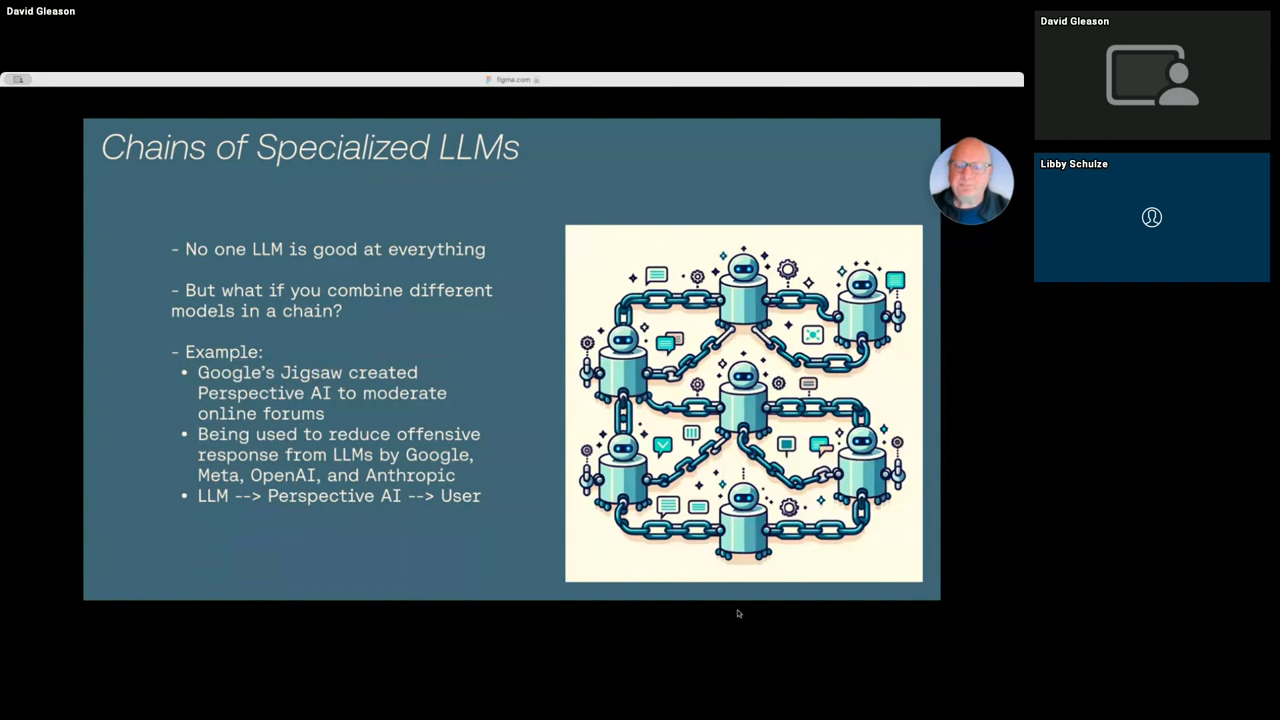 David Gleason
figma.com
David Gleason
Libby Schulze
Chains of Specialized LLMs
- No one LLM is good at everything
- But what if you combine different
models in a chain?
- Example:
• Google's Jigsaw created
Perspective AI to moderate
online forums
• Being used to reduce offensive
response from LLMs by Google,
Meta, OpenAI, and Anthropic
• LLM --> Perspective AI --> User